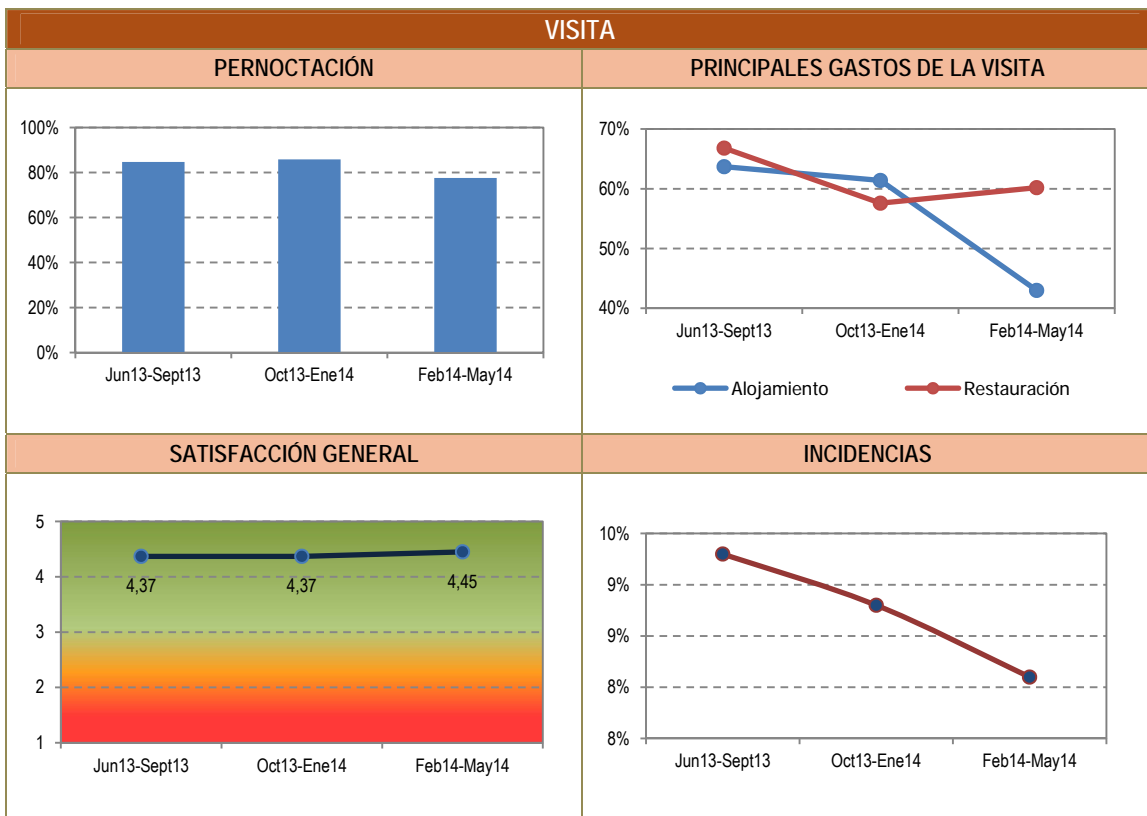 VISITA
PERNOCTACIÓN
PRINCIPALES GASTOS DE LA VISITA
100%
80%
60%
40%
20%
0%
Jun13-Sept13 Oct13-Ene14 Feb14-May14
70%
60%
50%
40%
Jun13-Sept13 Oct13-Ene14 Feb14-May14
Alojamiento Restauración
SATISFACCIÓN GENERAL
INCIDENCIAS
5
4
3
2
1
4,37 4,37 4,45
Jun13-Sept13 Oct13-Ene14 Feb14-May14
10%
9%
9%
8%
8%
Jun13-Sept13 Oct13-Ene14 Feb14-May14